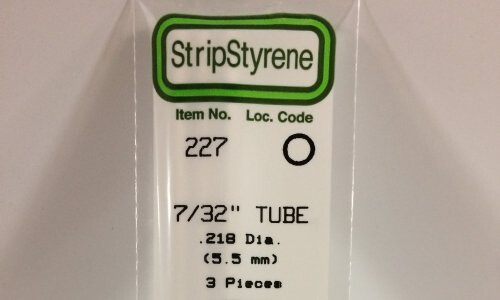 StripStyrene
Item No. Loc. Code
227 O
7/32" TUBE
.218 Dia.
(5.5 mm)
3 Pieces